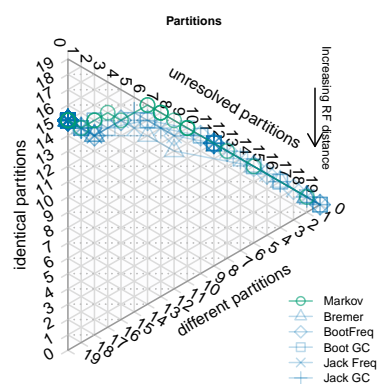 Partitions
0 1 2 3 4 5 6 7 8 9 10 11 12 13 14 15 16 17 18 19
unresolved partitions
Increasing RF distance
19
18
17
16
15
14
13
12
11
10
9
8
7
6
5
4
3
2
1
0
identical partitions
0 1 2 3 4 5 6 7 8 9 10 11 12 13 14 15 16 17 18 19
different partitions
Markov
Bremer
BootFreq
Boot GC
Jack Freq
Jack GC